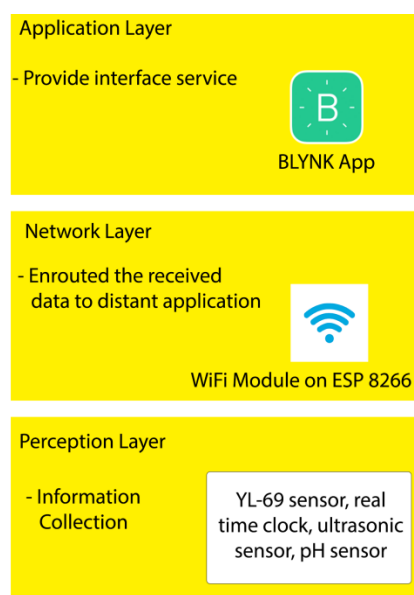 Application Layer
- Provide interface service
B
BLYNK App
Network Layer
- Enrouted the received
data to distant application
WiFi Module on ESP 8266
Perception Layer
- Information
Collection
YL-69 sensor, real
time clock, ultrasonic
sensor, pH sensor